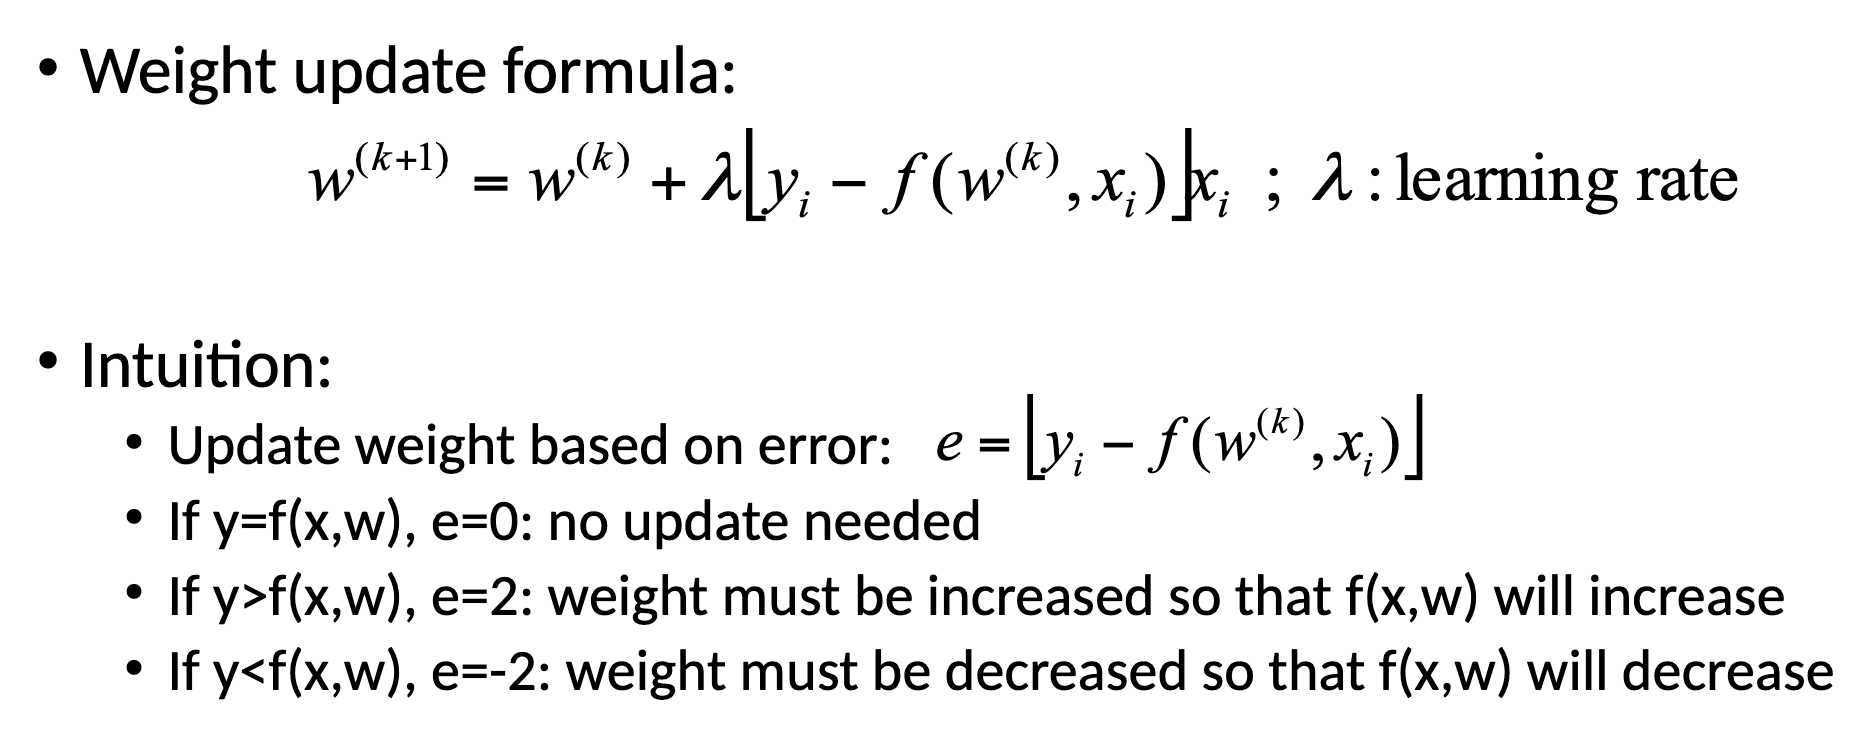 • Weight update formula:
w^(k+1) = w^(k) + λ⌊y_i − f(w^(k), x_i)⌋x_i ; λ : learning rate
• Intuition:
• Update weight based on error: e = ⌊y_i − f(w^(k), x_i)⌋
• If y=f(x,w), e=0: no update needed
• If y>f(x,w), e=2: weight must be increased so that f(x,w) will increase
• If y<f(x,w), e=-2: weight must be decreased so that f(x,w) will decrease